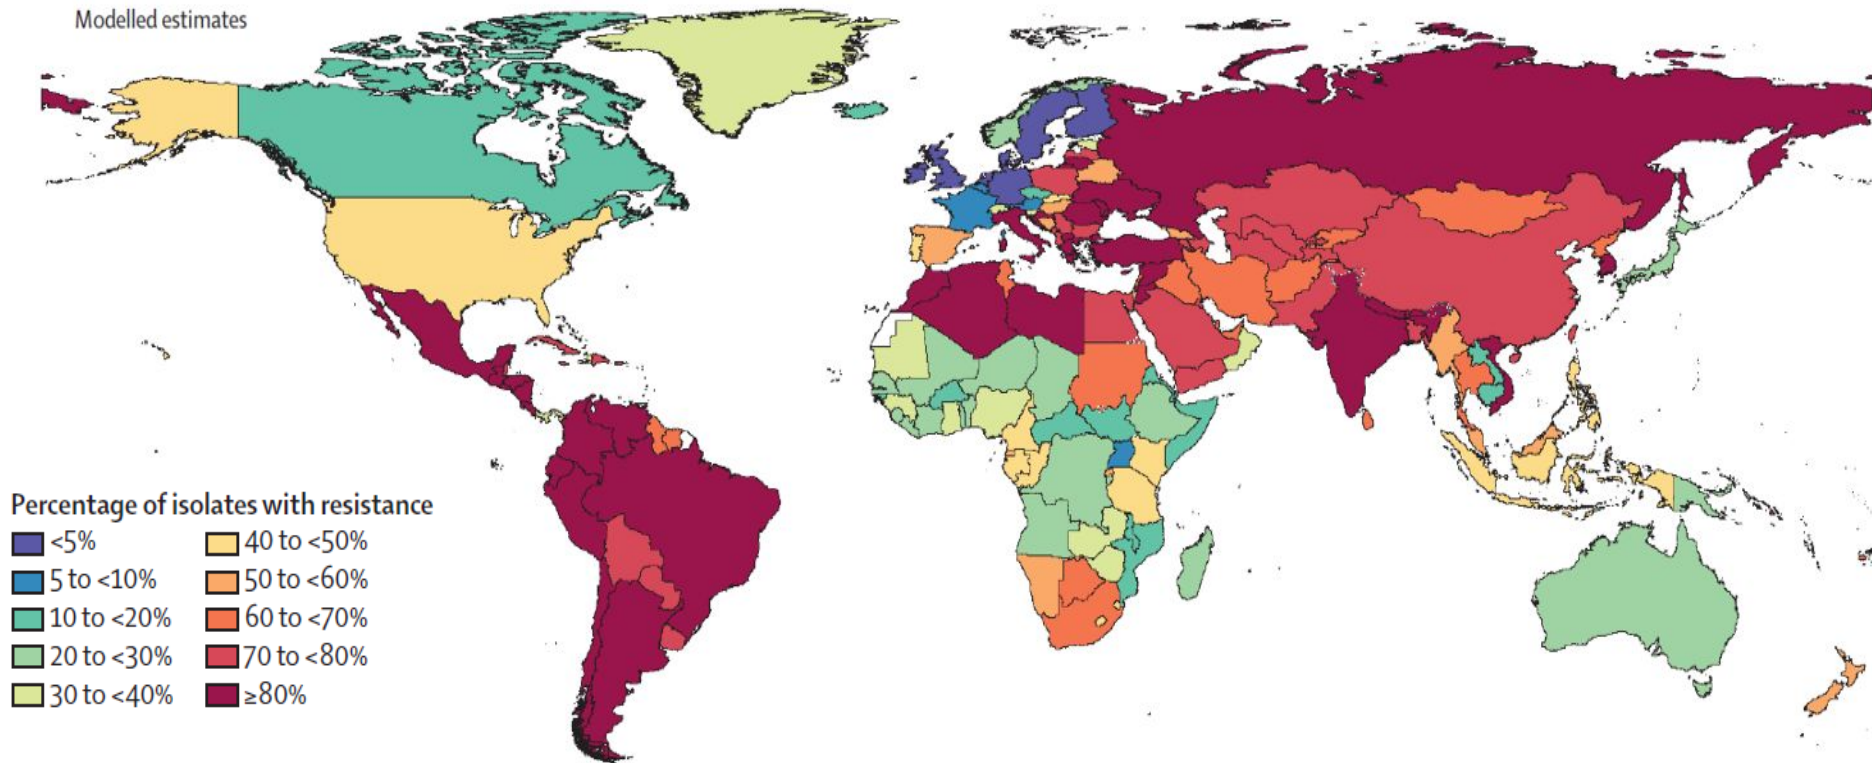 Modelled estimates
Percentage of isolates with resistance
<5%
5 to <10%
10 to <20%
20 to <30%
30 to <40%
40 to <50%
50 to <60%
60 to <70%
70 to <80%
≥80%